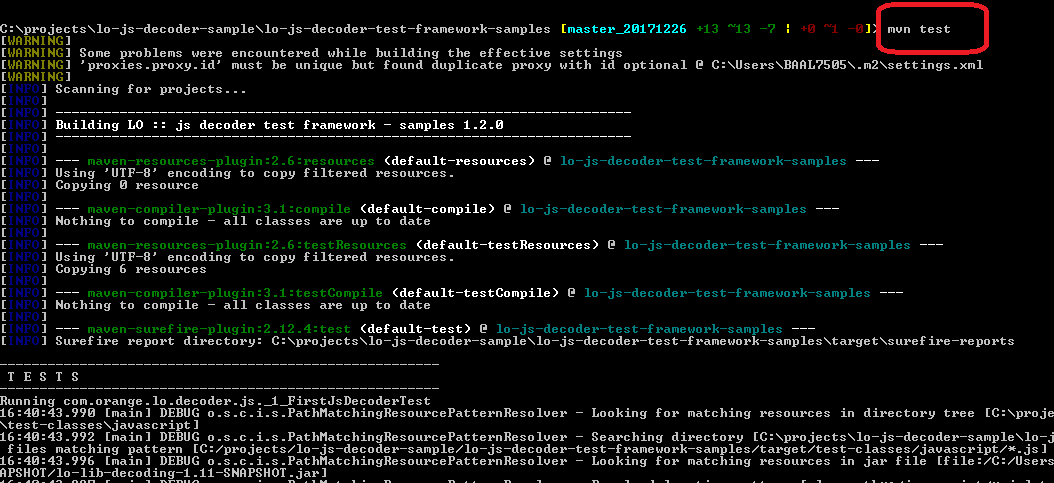 C:\projects\lo-js-decoder-sample\lo-js-decoder-test-framework-samples [master_20171226 +13 ~13 -7 | +0 ~1 -0]> mvn test
[WARNING]
[WARNING] Some problems were encountered while building the effective settings
[WARNING] 'proxies.proxy.id' must be unique but found duplicate proxy with id optional @ C:\Users\BAAL7505\.m2\settings.xml
[WARNING]
[INFO] Scanning for projects...
[INFO]
[INFO] ------------------------------------------------------------------------
[INFO] Building LO :: js decoder test framework - samples 1.2.0
[INFO] ------------------------------------------------------------------------
[INFO]
[INFO] --- maven-resources-plugin:2.6:resources (default-resources) @ lo-js-decoder-test-framework-samples ---
[INFO] Using 'UTF-8' encoding to copy filtered resources.
[INFO] Copying 0 resource
[INFO]
[INFO] --- maven-compiler-plugin:3.1:compile (default-compile) @ lo-js-decoder-test-framework-samples ---
[INFO] Nothing to compile - all classes are up to date
[INFO]
[INFO] --- maven-resources-plugin:2.6:testResources (default-testResources) @ lo-js-decoder-test-framework-samples ---
[INFO] Using 'UTF-8' encoding to copy filtered resources.
[INFO] Copying 6 resources
[INFO]
[INFO] --- maven-compiler-plugin:3.1:testCompile (default-testCompile) @ lo-js-decoder-test-framework-samples ---
[INFO] Nothing to compile - all classes are up to date
[INFO]
[INFO] --- maven-surefire-plugin:2.12.4:test (default-test) @ lo-js-decoder-test-framework-samples ---
[INFO] Surefire report directory: C:\projects\lo-js-decoder-sample\lo-js-decoder-test-framework-samples\target\surefire-reports
-------------------------------------------------------
T E S T S
-------------------------------------------------------
Running com.orange.lo.decoder.js._1_FirstJsDecoderTest
16:40:43.990 [main] DEBUG o.s.c.i.s.PathMatchingResourcePatternResolver - Looking for matching resources in directory tree [C:\proje
\test-classes\javascript]
16:40:43.992 [main] DEBUG o.s.c.i.s.PathMatchingResourcePatternResolver - Searching directory [C:\projects\lo-js-decoder-sample\lo-j
files matching pattern [C:/projects/lo-js-decoder-sample/lo-js-decoder-test-framework-samples/target/test-classes/javascript/*.js]
16:40:43.996 [main] DEBUG o.s.c.i.s.PathMatchingResourcePatternResolver - Looking for matching resources in jar file [file:/C:/Users
APSHOT/lo-lib-decoding-1.11-SNAPSHOT.jar]